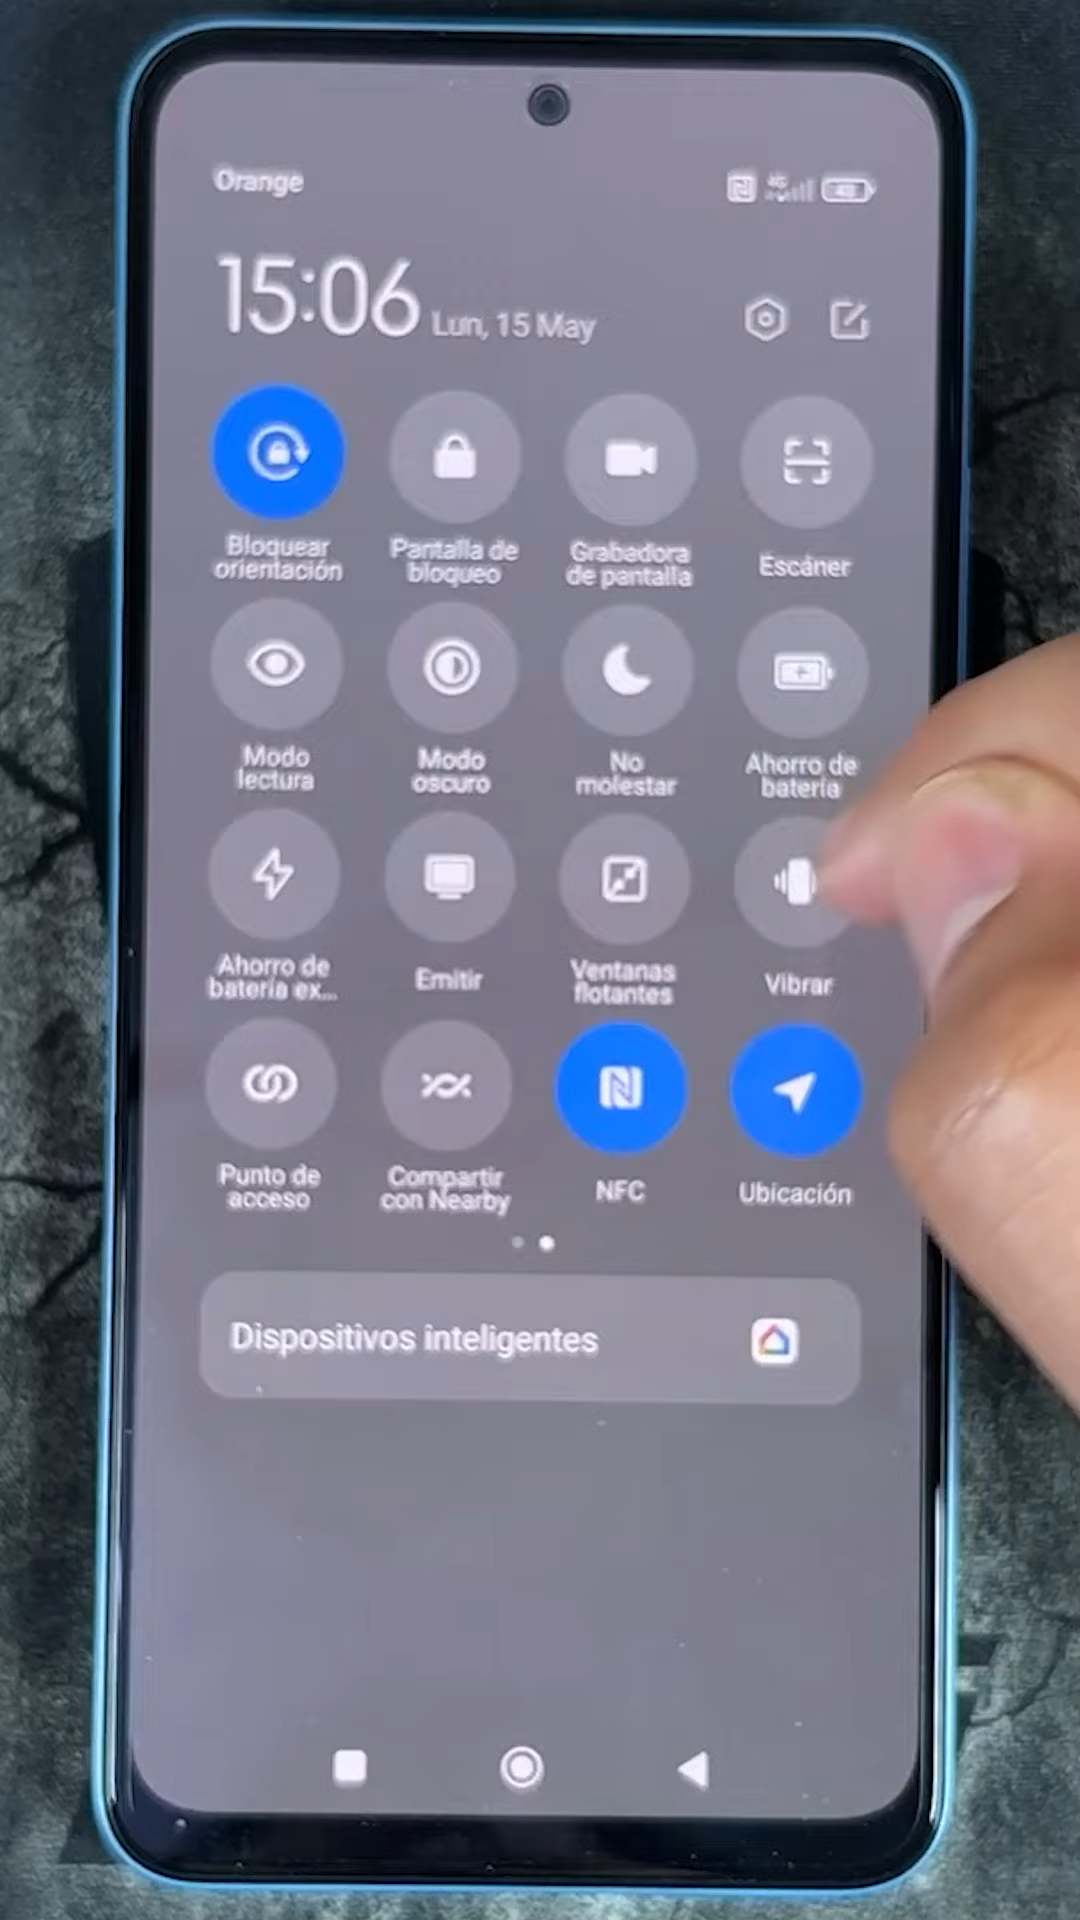 Orange
4G
15:06 Lun, 15 May
Bloquear
orientación
Pantalla de
bloqueo
Grabadora
de pantalla
Escáner
Modo
lectura
Modo
oscuro
No
molestar
Ahorro de
batería
Ahorro de
batería ex...
Emitir
Ventanas
flotantes
Vibrar
Punto de
acceso
Compartir
con Nearby
NFC
Ubicación
Dispositivos inteligentes